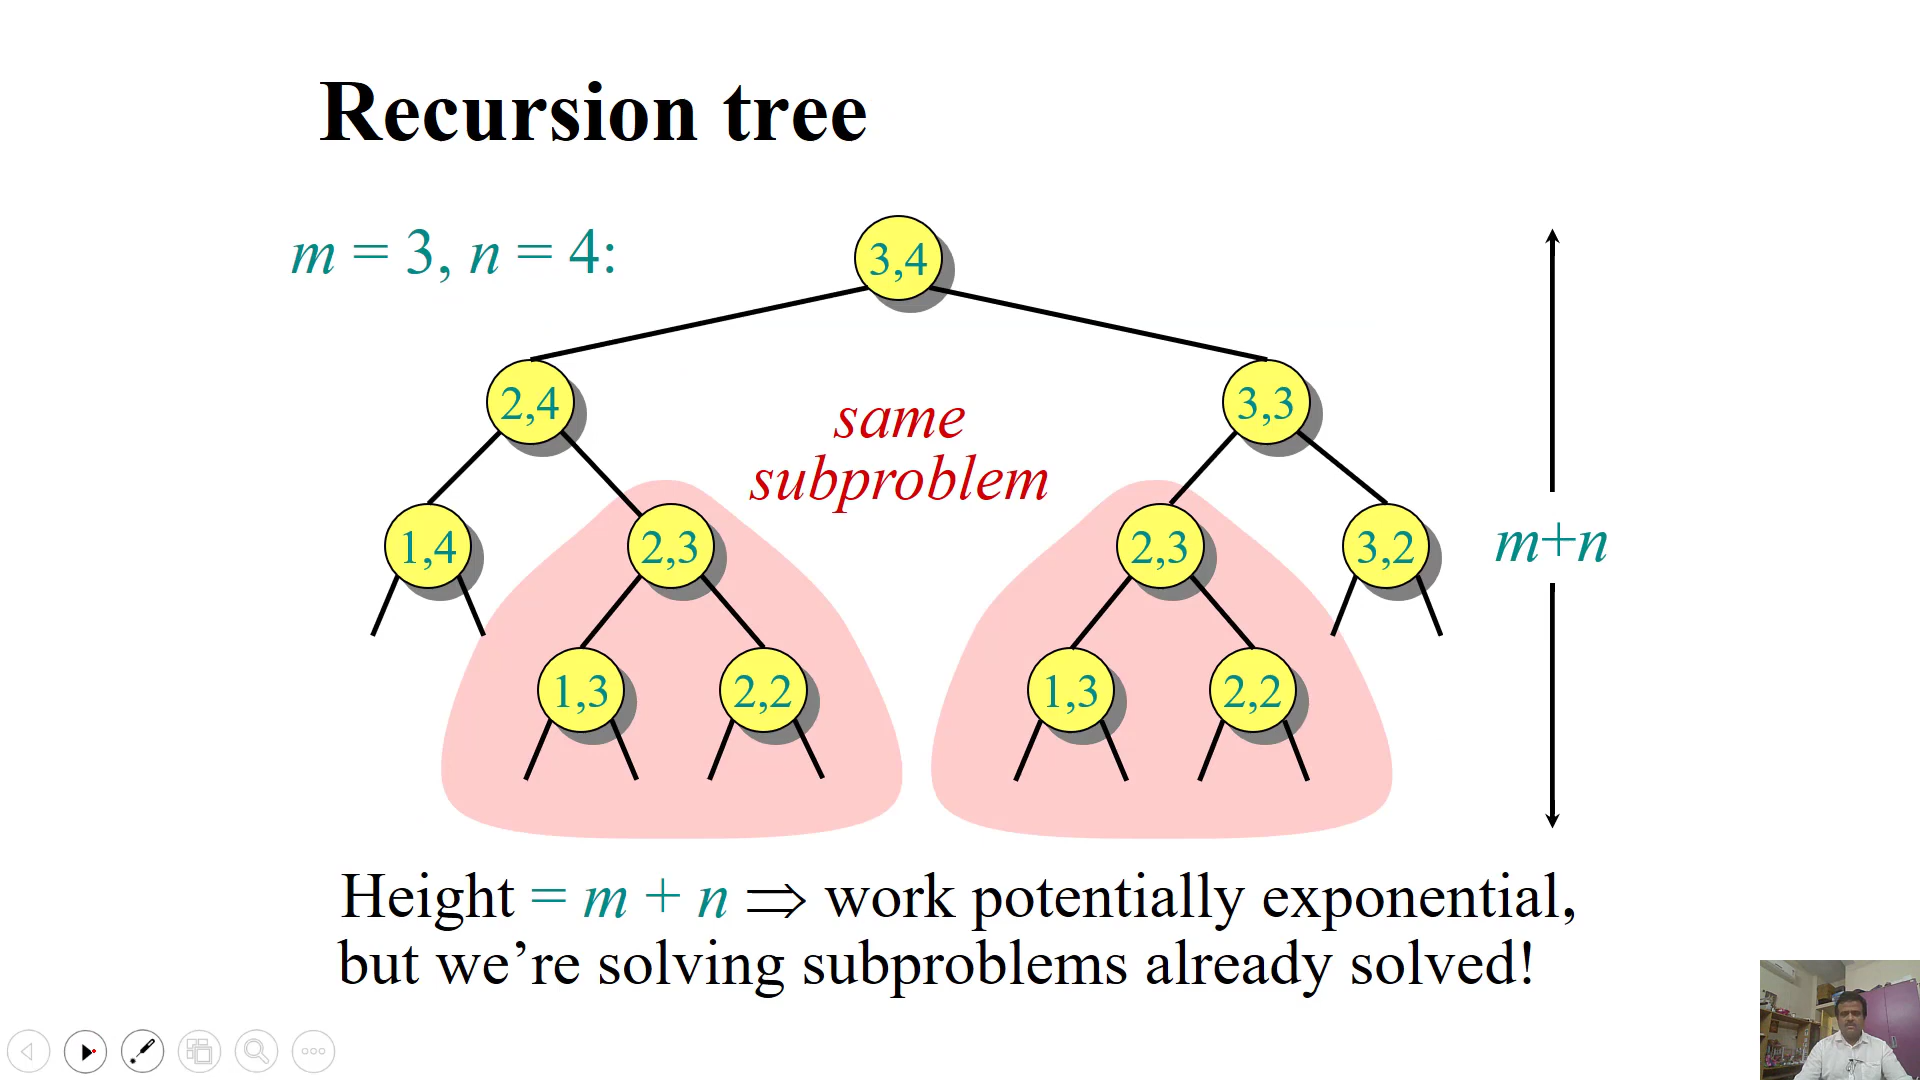 Recursion tree
m = 3, n = 4:
3,4
2,4
3,3
same
subproblem
1,4
2,3
2,3
3,2
m+n
1,3
2,2
1,3
2,2
Height = m + n ⇒ work potentially exponential,
but we’re solving subproblems already solved!